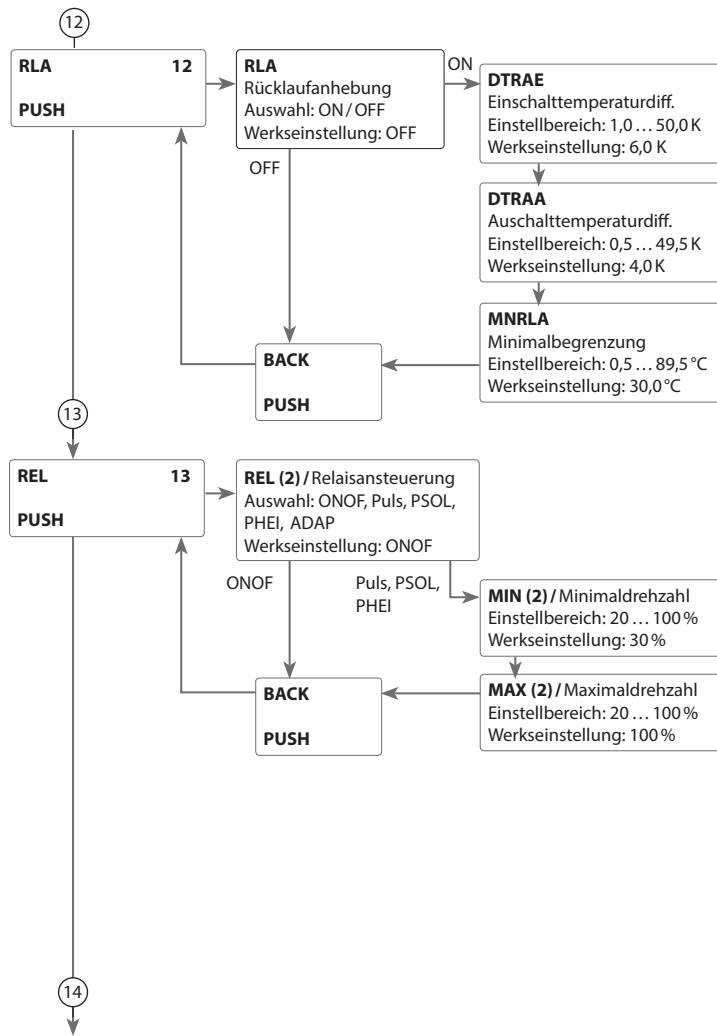 12
RLA 12
PUSH
RLA
Rücklaufanhebung
Auswahl: ON / OFF
Werkseinstellung: OFF
ON
OFF
DTRAE
Einschalttemperaturdiff.
Einstellbereich: 1,0 … 50,0 K
Werkseinstellung: 6,0 K
DTRAA
Auschalttemperaturdiff.
Einstellbereich: 0,5 … 49,5 K
Werkseinstellung: 4,0 K
MNRLA
Minimalbegrenzung
Einstellbereich: 0,5 … 89,5 °C
Werkseinstellung: 30,0 °C
BACK
PUSH
13
REL 13
PUSH
REL (2) / Relaisansteuerung
Auswahl: ONOF, Puls, PSOL,
PHEI, ADAP
Werkseinstellung: ONOF
ONOF
Puls, PSOL,
PHEI
MIN (2) / Minimaldrehzahl
Einstellbereich: 20 … 100 %
Werkseinstellung: 30 %
MAX (2) / Maximaldrehzahl
Einstellbereich: 20 … 100 %
Werkseinstellung: 100 %
BACK
PUSH
14